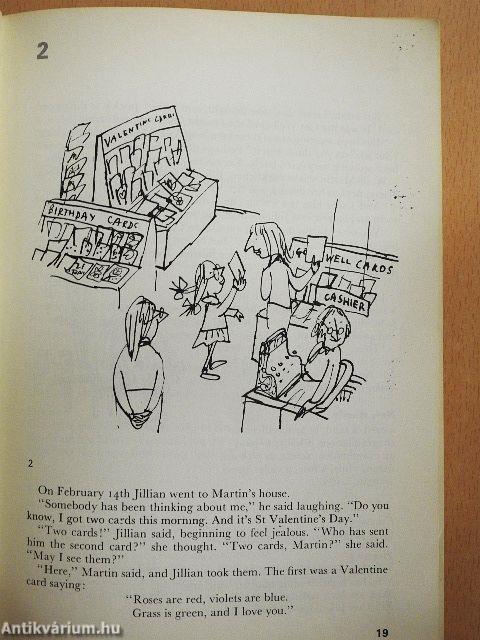 2
VALENTINE CARDS
BIRTHDAY CARDS
WELL CARDS
CASHIER
2
On February 14th Jillian went to Martin's house.
"Somebody has been thinking about me," he said laughing. "Do you
know, I got two cards this morning. And it's St Valentine's Day."
"Two cards!" Jillian said, beginning to feel jealous. "Who has sent
him the second card?" she thought. "Two cards, Martin?" she said.
"May I see them?"
"Here," Martin said, and Jillian took them. The first was a Valentine
card saying:
"Roses are red, violets are blue.
Grass is green, and I love you."
19
Antikvárium.hu